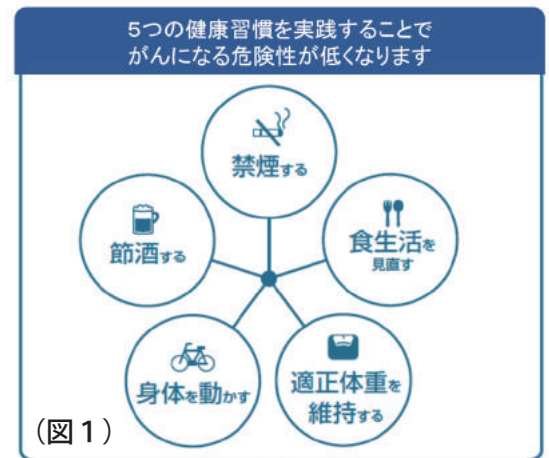 5つの健康習慣を実践することで
がんになる危険性が低くなります
禁煙する
食生活を
見直す
適正体重を
維持する
身体を動かす
節酒する
(図1)